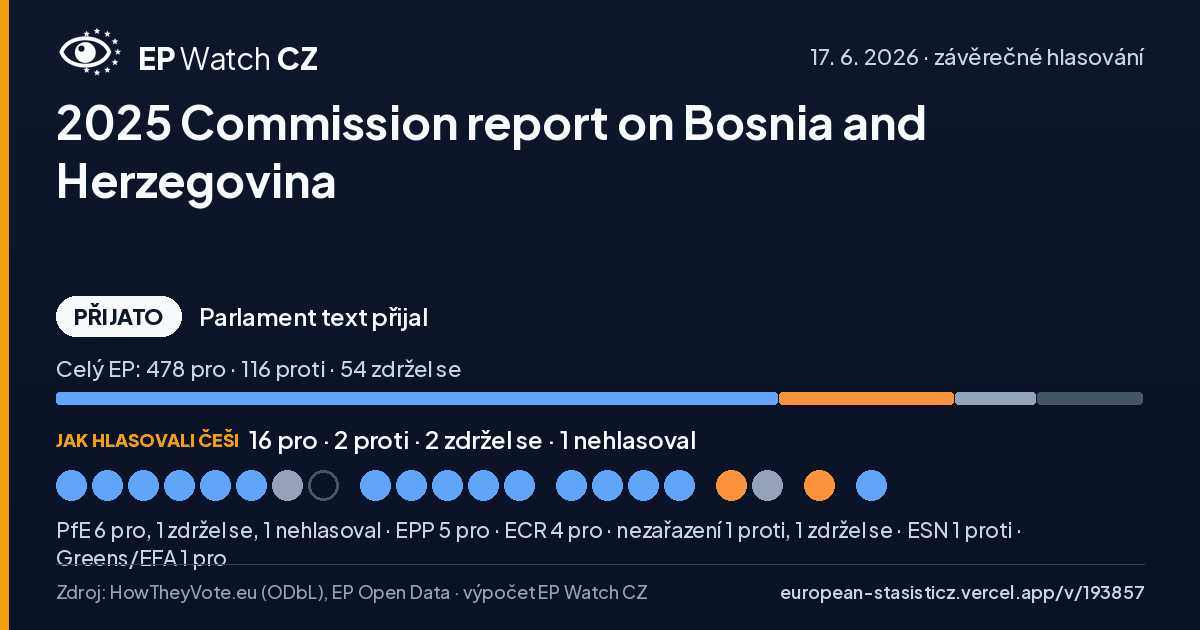 EP Watch CZ
17. 6. 2026 · závěrečné hlasování
2025 Commission report on Bosnia and
Herzegovina
PŘIJATO Parlament text přijal
Celý EP: 478 pro · 116 proti · 54 zdržel se
JAK HLASOVALI ČEŠI 16 pro · 2 proti · 2 zdržel se · 1 nehlasoval
PfE 6 pro, 1 zdržel se, 1 nehlasoval · EPP 5 pro · ECR 4 pro · nezařazení 1 proti, 1 zdržel se · ESN 1 proti ·
Greens/EFA 1 pro
Zdroj: HowTheyVote.eu (ODbL), EP Open Data · výpočet EP Watch CZ
european-stasisticz.vercel.app/v/193857